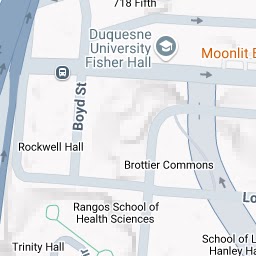 718 Fifth
Duquesne
University
Fisher Hall
Moonlit B
Boyd St
Rockwell Hall
Brottier Commons
Rangos School of
Health Sciences
Lo
School of L
Hanley Ha
Trinity Hall